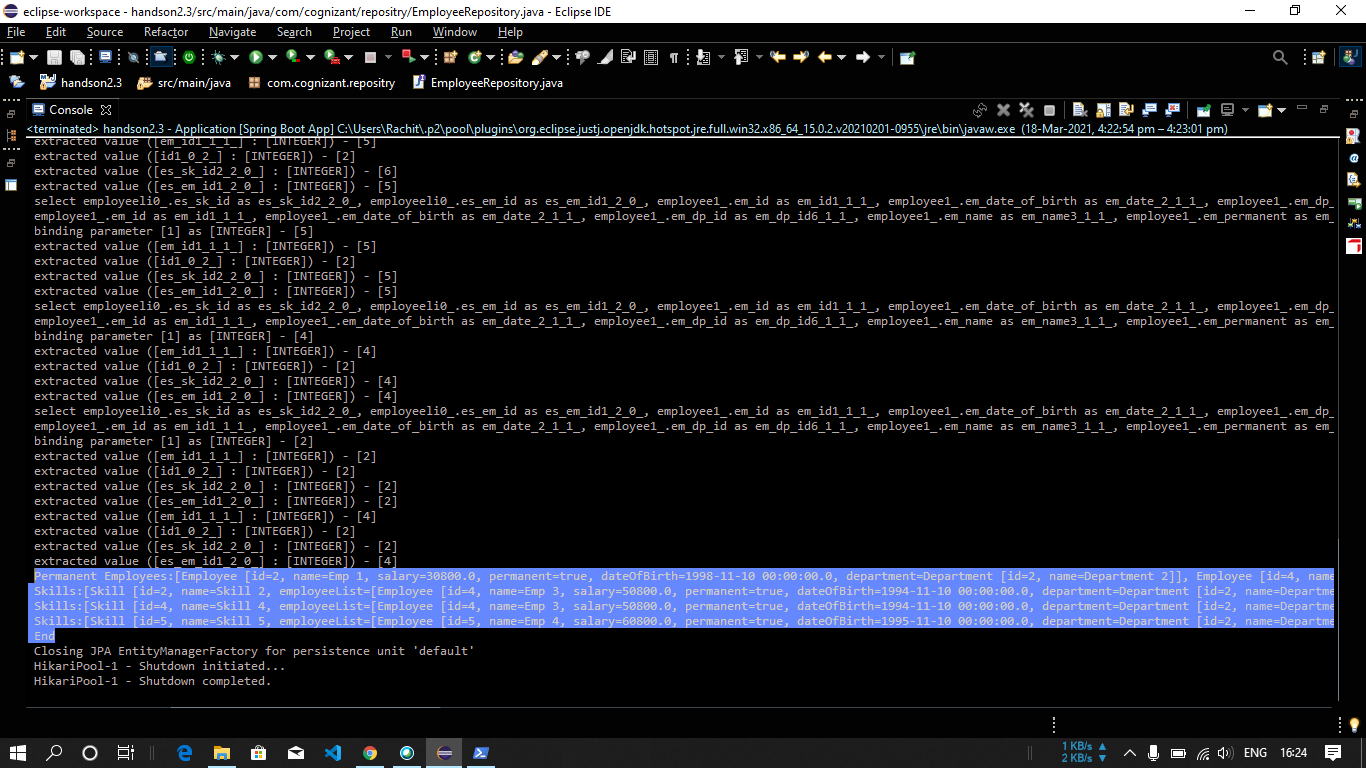 eclipse-workspace - handson2.3/src/main/java/com/cognizant/repositry/EmployeeRepository.java - Eclipse IDE
File Edit Source Refactor Navigate Search Project Run Window Help
handson2.3 src/main/java com.cognizant.repositry EmployeeRepository.java
Console
<terminated> handson2.3 - Application [Spring Boot App] C:\Users\Rachit\.p2\pool\plugins\org.eclipse.justj.openjdk.hotspot.jre.full.win32.x86_64_15.0.2.v20210201-0955\jre\bin\javaw.exe (18-Mar-2021, 4:22:54 pm – 4:23:01 pm)
extracted value ([em_id1_1_1_] : [INTEGER]) - [5]
extracted value ([id1_0_2_] : [INTEGER]) - [2]
extracted value ([es_sk_id2_2_0_] : [INTEGER]) - [6]
extracted value ([es_em_id1_2_0_] : [INTEGER]) - [5]
select employeeli0_.es_sk_id as es_sk_id2_2_0_, employeeli0_.es_em_id as es_em_id1_2_0_, employee1_.em_id as em_id1_1_1_, employee1_.em_date_of_birth as em_date_2_1_1_, employee1_.em_dp_
employee1_.em_id as em_id1_1_1_, employee1_.em_date_of_birth as em_date_2_1_1_, employee1_.em_dp_id as em_dp_id6_1_1_, employee1_.em_name as em_name3_1_1_, employee1_.em_permanent as em_
binding parameter [1] as [INTEGER] - [5]
extracted value ([em_id1_1_1_] : [INTEGER]) - [5]
extracted value ([id1_0_2_] : [INTEGER]) - [2]
extracted value ([es_sk_id2_2_0_] : [INTEGER]) - [5]
extracted value ([es_em_id1_2_0_] : [INTEGER]) - [5]
select employeeli0_.es_sk_id as es_sk_id2_2_0_, employeeli0_.es_em_id as es_em_id1_2_0_, employee1_.em_id as em_id1_1_1_, employee1_.em_date_of_birth as em_date_2_1_1_, employee1_.em_dp_
employee1_.em_id as em_id1_1_1_, employee1_.em_date_of_birth as em_date_2_1_1_, employee1_.em_dp_id as em_dp_id6_1_1_, employee1_.em_name as em_name3_1_1_, employee1_.em_permanent as em_
binding parameter [1] as [INTEGER] - [4]
extracted value ([em_id1_1_1_] : [INTEGER]) - [4]
extracted value ([id1_0_2_] : [INTEGER]) - [2]
extracted value ([es_sk_id2_2_0_] : [INTEGER]) - [4]
extracted value ([es_em_id1_2_0_] : [INTEGER]) - [4]
select employeeli0_.es_sk_id as es_sk_id2_2_0_, employeeli0_.es_em_id as es_em_id1_2_0_, employee1_.em_id as em_id1_1_1_, employee1_.em_date_of_birth as em_date_2_1_1_, employee1_.em_dp_
employee1_.em_id as em_id1_1_1_, employee1_.em_date_of_birth as em_date_2_1_1_, employee1_.em_dp_id as em_dp_id6_1_1_, employee1_.em_name as em_name3_1_1_, employee1_.em_permanent as em_
binding parameter [1] as [INTEGER] - [2]
extracted value ([em_id1_1_1_] : [INTEGER]) - [2]
extracted value ([id1_0_2_] : [INTEGER]) - [2]
extracted value ([es_sk_id2_2_0_] : [INTEGER]) - [2]
extracted value ([es_em_id1_2_0_] : [INTEGER]) - [2]
extracted value ([em_id1_1_1_] : [INTEGER]) - [4]
extracted value ([id1_0_2_] : [INTEGER]) - [2]
extracted value ([es_sk_id2_2_0_] : [INTEGER]) - [2]
extracted value ([es_em_id1_2_0_] : [INTEGER]) - [4]
Permanent Employees:[Employee [id=2, name=Emp 1, salary=30800.0, permanent=true, dateOfBirth=1998-11-10 00:00:00.0, department=Department [id=2, name=Department 2]], Employee [id=4, name
Skills:[Skill [id=2, name=Skill 2, employeeList=[Employee [id=4, name=Emp 3, salary=50800.0, permanent=true, dateOfBirth=1994-11-10 00:00:00.0, department=Department [id=2, name=Departme
Skills:[Skill [id=4, name=Skill 4, employeeList=[Employee [id=4, name=Emp 3, salary=50800.0, permanent=true, dateOfBirth=1994-11-10 00:00:00.0, department=Department [id=2, name=Departme
Skills:[Skill [id=5, name=Skill 5, employeeList=[Employee [id=5, name=Emp 4, salary=60800.0, permanent=true, dateOfBirth=1995-11-10 00:00:00.0, department=Department [id=2, name=Departme
End
Closing JPA EntityManagerFactory for persistence unit 'default'
HikariPool-1 - Shutdown initiated...
HikariPool-1 - Shutdown completed.
1 KB/s
2 KB/s
ENG 16:24